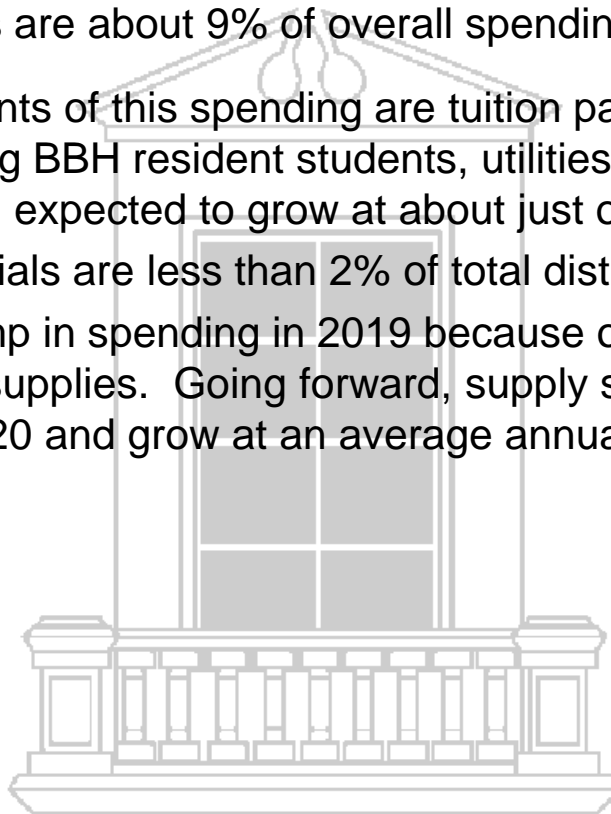 s are about 9% of overall spendin
nts of this spending are tuition pa
g BBH resident students, utilities
expected to grow at about just o
ials are less than 2% of total dist
np in spending in 2019 because o
supplies.  Going forward, supply s
20 and grow at an average annua